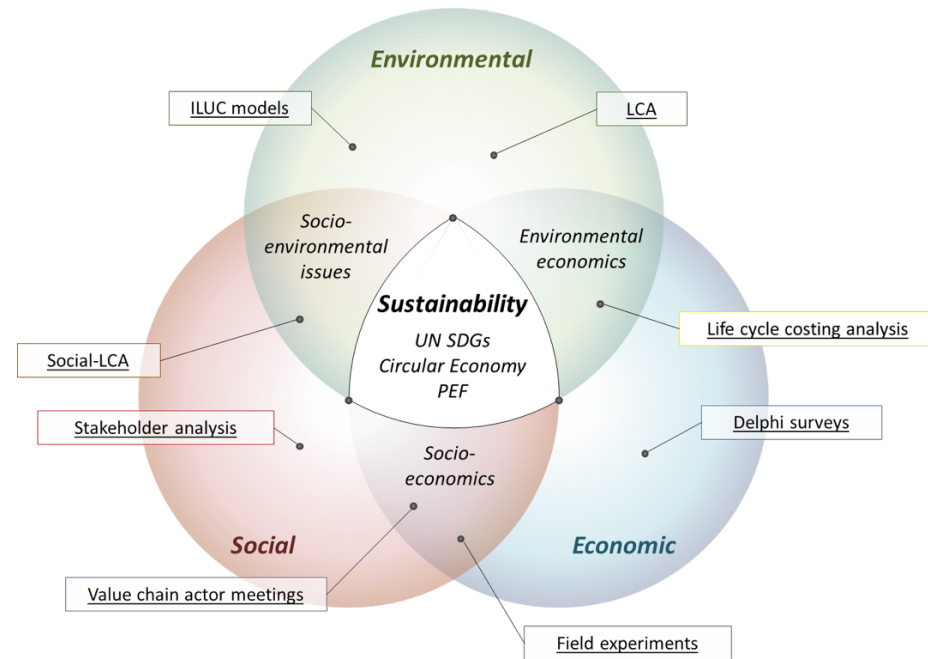 Environmental
ILUC models
LCA
Socio-
environmental
issues
Environmental
economics
Sustainability
UN SDGs
Circular Economy
PEF
Life cycle costing analysis
Social-LCA
Stakeholder analysis
Delphi surveys
Socio-
economics
Social
Economic
Value chain actor meetings
Field experiments